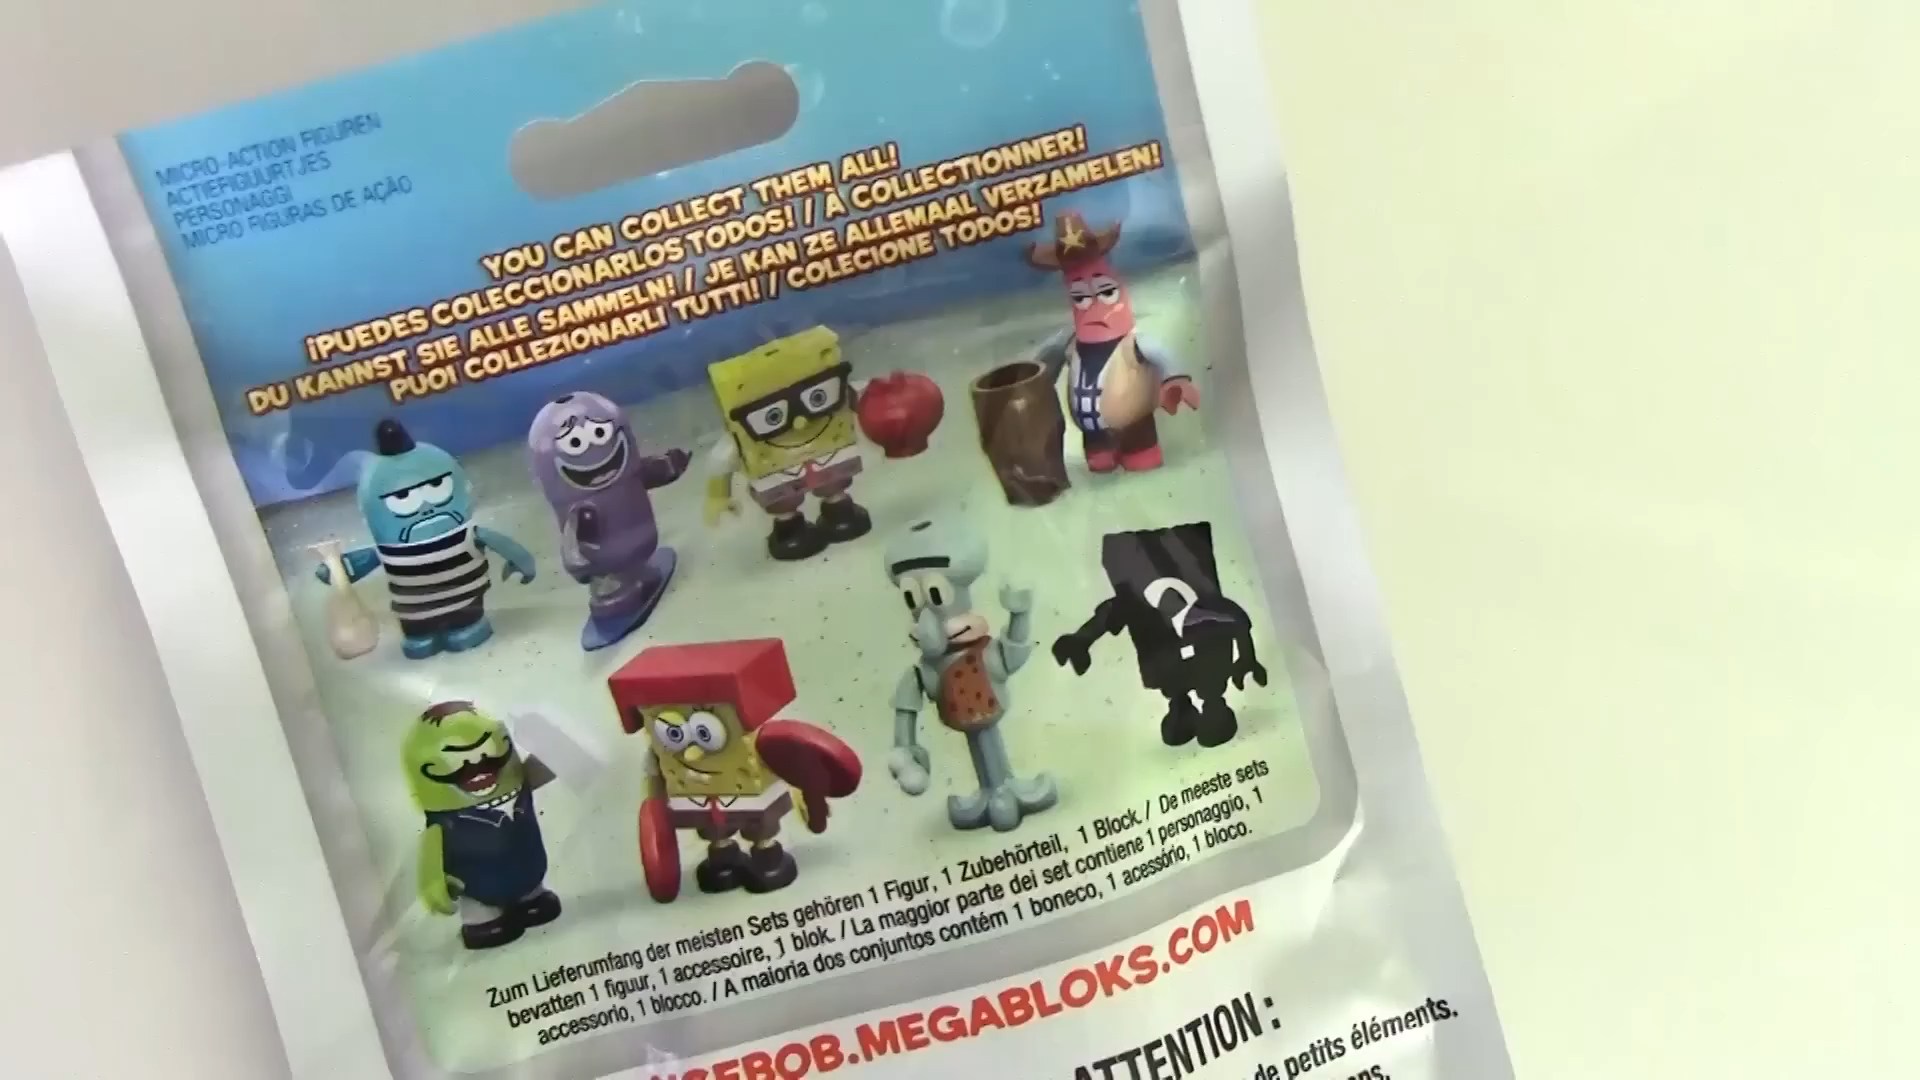 MICRO-ACTION FIGUREN
ACTIEFIGUURTJES
PERSONAGGI
MICRO FIGURAS DE AÇÃO
YOU CAN COLLECT THEM ALL!
¡PUEDES COLECCIONARLOS TODOS! / À COLLECTIONNER!
DU KANNST SIE ALLE SAMMELN! / JE KAN ZE ALLEMAAL VERZAMELEN!
PUOI COLLEZIONARLI TUTTI! / COLECIONE TODOS!
?
Zum Lieferumfang der meisten Sets gehören 1 Figur, 1 Zubehörteil, 1 Block. / De meeste sets
bevatten 1 figuur, 1 accessoire, 1 blok. / La maggior parte dei set contiene 1 personaggio, 1
accessorio, 1 blocco. / A maioria dos conjuntos contém 1 boneco, 1 acessório, 1 bloco.
GEBOB.MEGABLOKS.COM
ATTENTION :
de petits éléments.